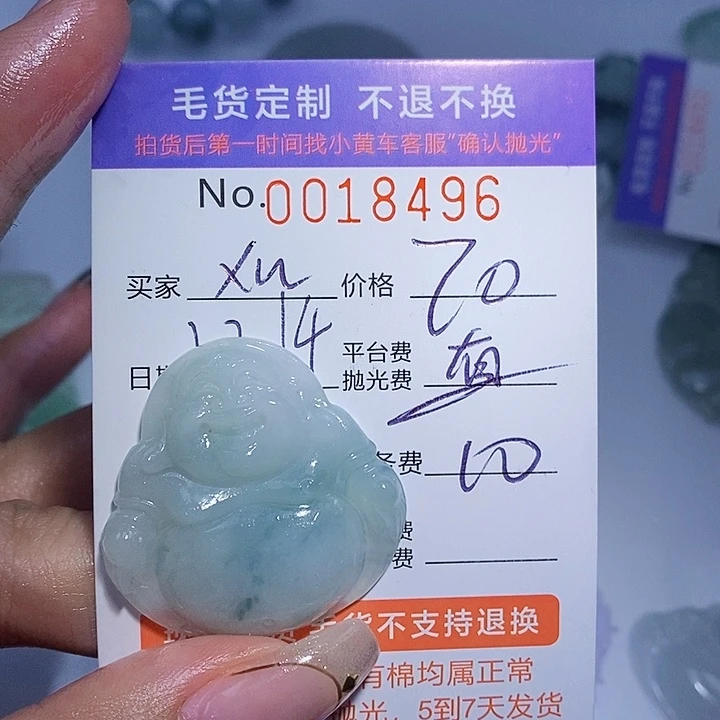 毛货定制 不退不换
拍货后第一时间找小黄车客服"确认抛光"
No.0018496
买家 xu 价格 70
日 12/4 平台费
抛光费 有
费 10
费
费
货不支持退换
有棉均属正常
抛光，5到7天发货